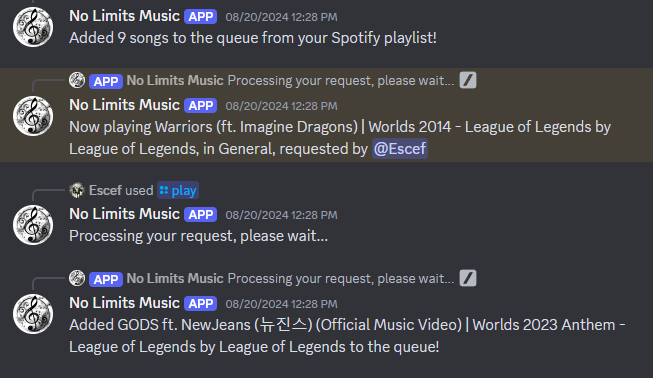 No Limits Music APP 08/20/2024 12:28 PM
Added 9 songs to the queue from your Spotify playlist!
APP No Limits Music Processing your request, please wait...
No Limits Music APP 08/20/2024 12:28 PM
Now playing Warriors (ft. Imagine Dragons) | Worlds 2014 - League of Legends by
League of Legends, in General, requested by @Escef
Escef used play
No Limits Music APP 08/20/2024 12:28 PM
Processing your request, please wait...
APP No Limits Music Processing your request, please wait...
No Limits Music APP 08/20/2024 12:28 PM
Added GODS ft. NewJeans (뉴진스) (Official Music Video) | Worlds 2023 Anthem -
League of Legends by League of Legends to the queue!